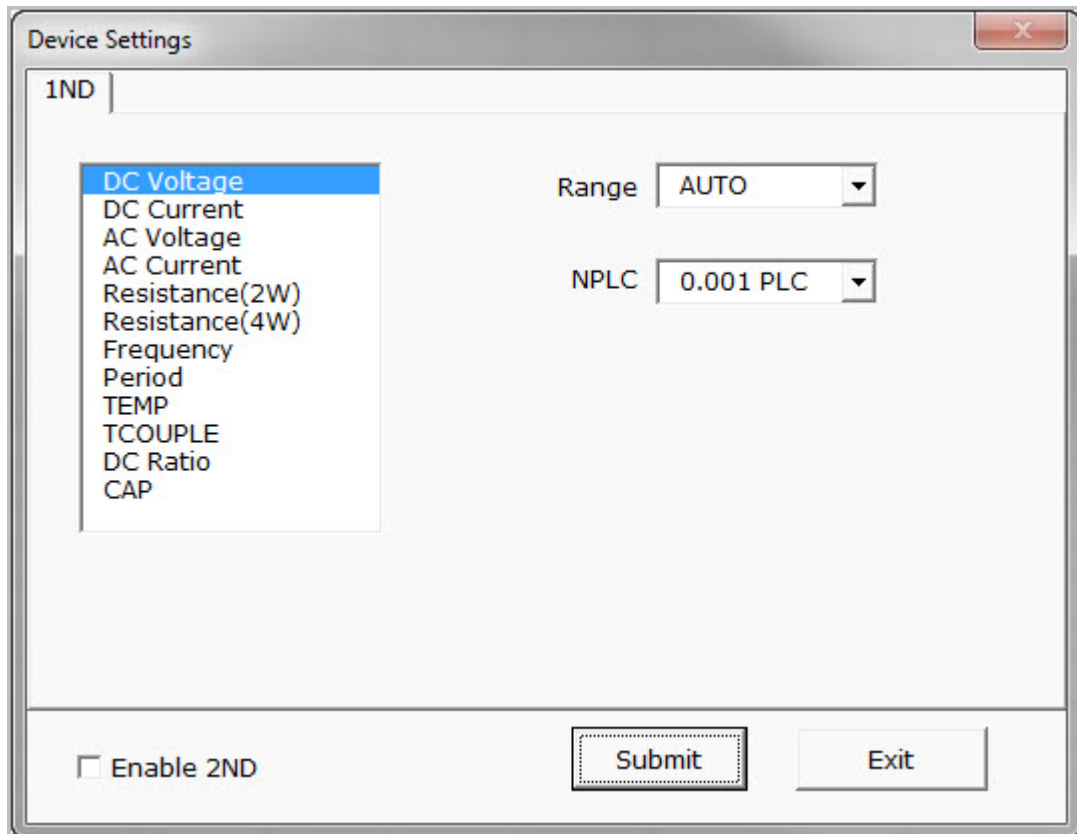 Device Settings
1ND
DC Voltage
DC Current
AC Voltage
AC Current
Resistance(2W)
Resistance(4W)
Frequency
Period
TEMP
TCOUPLE
DC Ratio
CAP
Range AUTO
NPLC 0.001 PLC
Enable 2ND
Submit
Exit